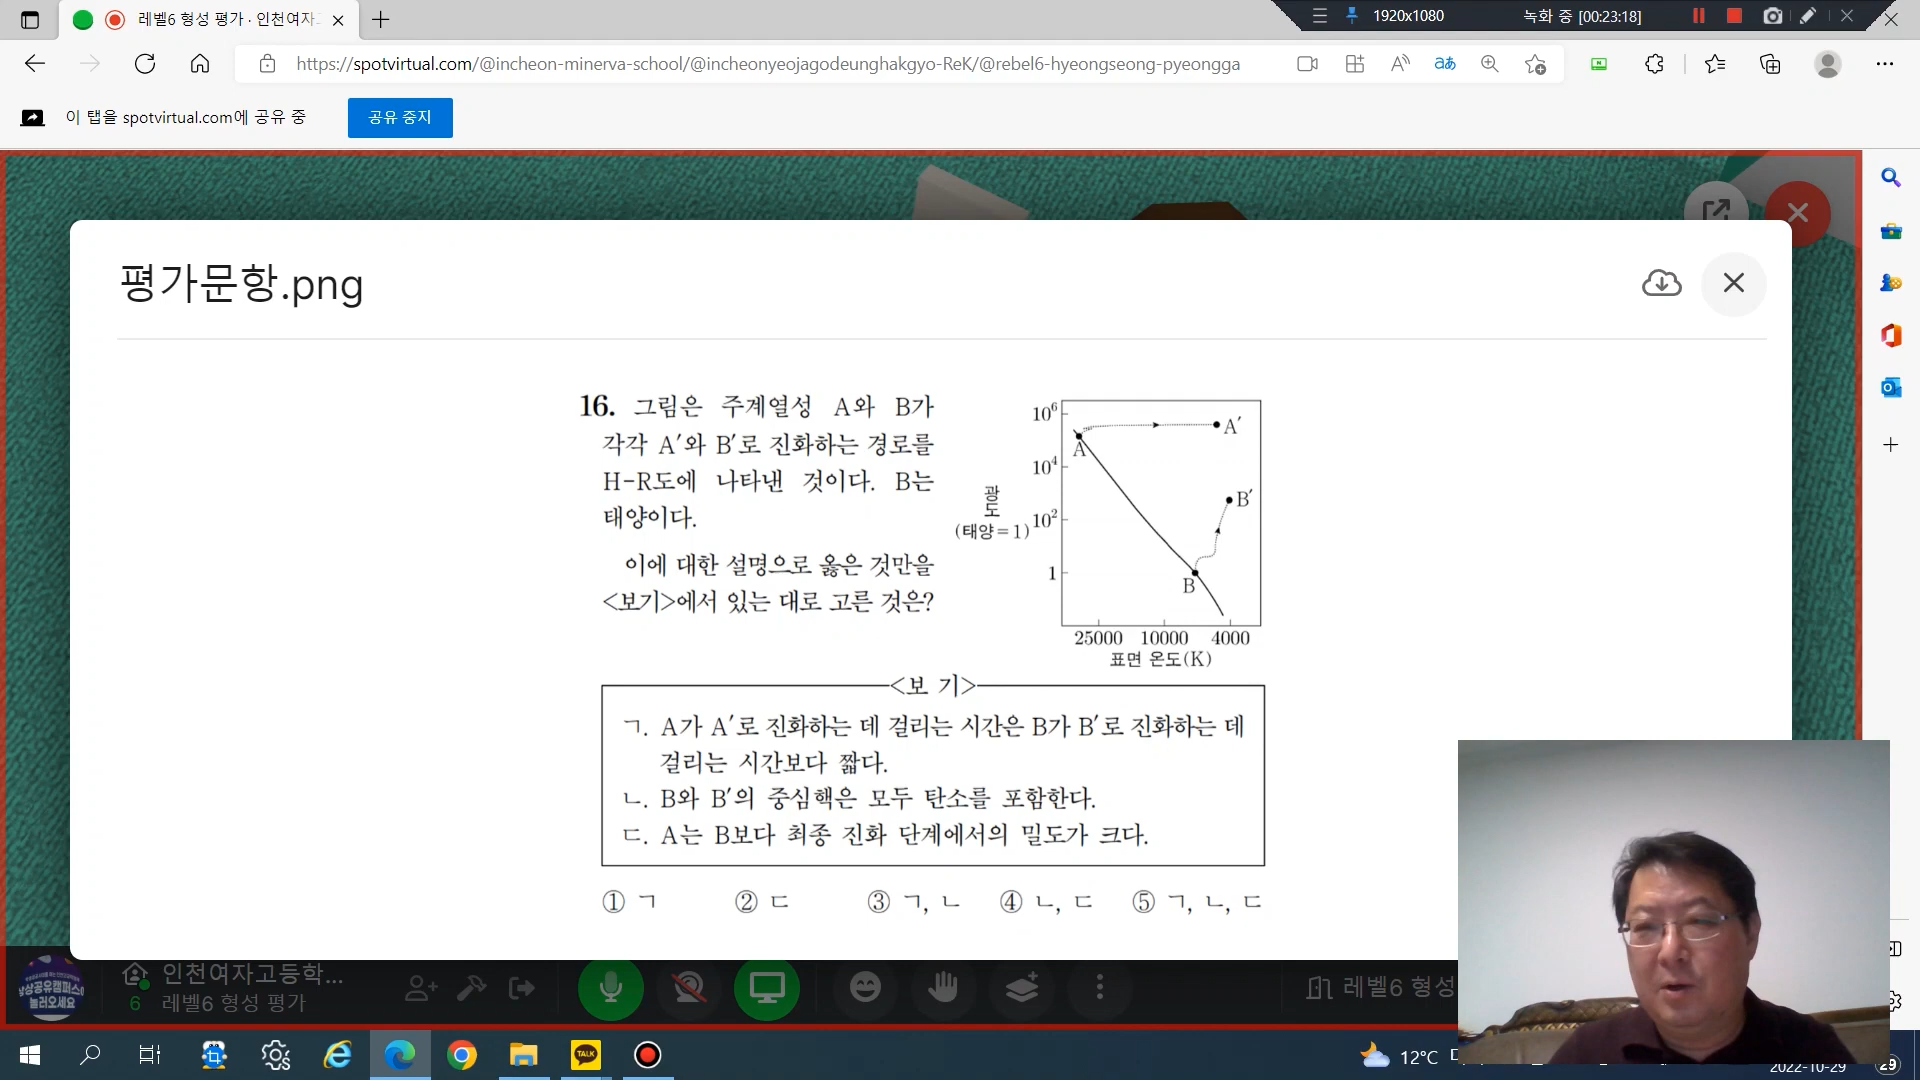 레벨6 형성 평가 · 인천여자
1920x1080
녹화 중 [00:23:18]
https://spotvirtual.com/@incheon-minerva-school/@incheonyeojagodeunghakgyo-ReK/@rebel6-hyeongseong-pyeongga
이 탭을 spotvirtual.com에 공유 중
공유 중지
평가문항.png
16. 그림은 주계열성 A와 B가
각각 A′와 B′로 진화하는 경로를
H-R도에 나타낸 것이다. B는
태양이다.
이에 대한 설명으로 옳은 것만을
<보기>에서 있는 대로 고른 것은?
10⁶
10⁴
10²
1
광도
(태양=1)
A
A′
B
B′
25000 10000 4000
표면 온도(K)
<보 기>
ㄱ. A가 A′로 진화하는 데 걸리는 시간은 B가 B′로 진화하는 데
걸리는 시간보다 짧다.
ㄴ. B와 B′의 중심핵은 모두 탄소를 포함한다.
ㄷ. A는 B보다 최종 진화 단계에서의 밀도가 크다.
① ㄱ ② ㄷ ③ ㄱ, ㄴ ④ ㄴ, ㄷ ⑤ ㄱ, ㄴ, ㄷ
놀러오세요
인천여자고등학...
6 레벨6 형성 평가
레벨6 형성
TALK
12°C
2022-10-29
29